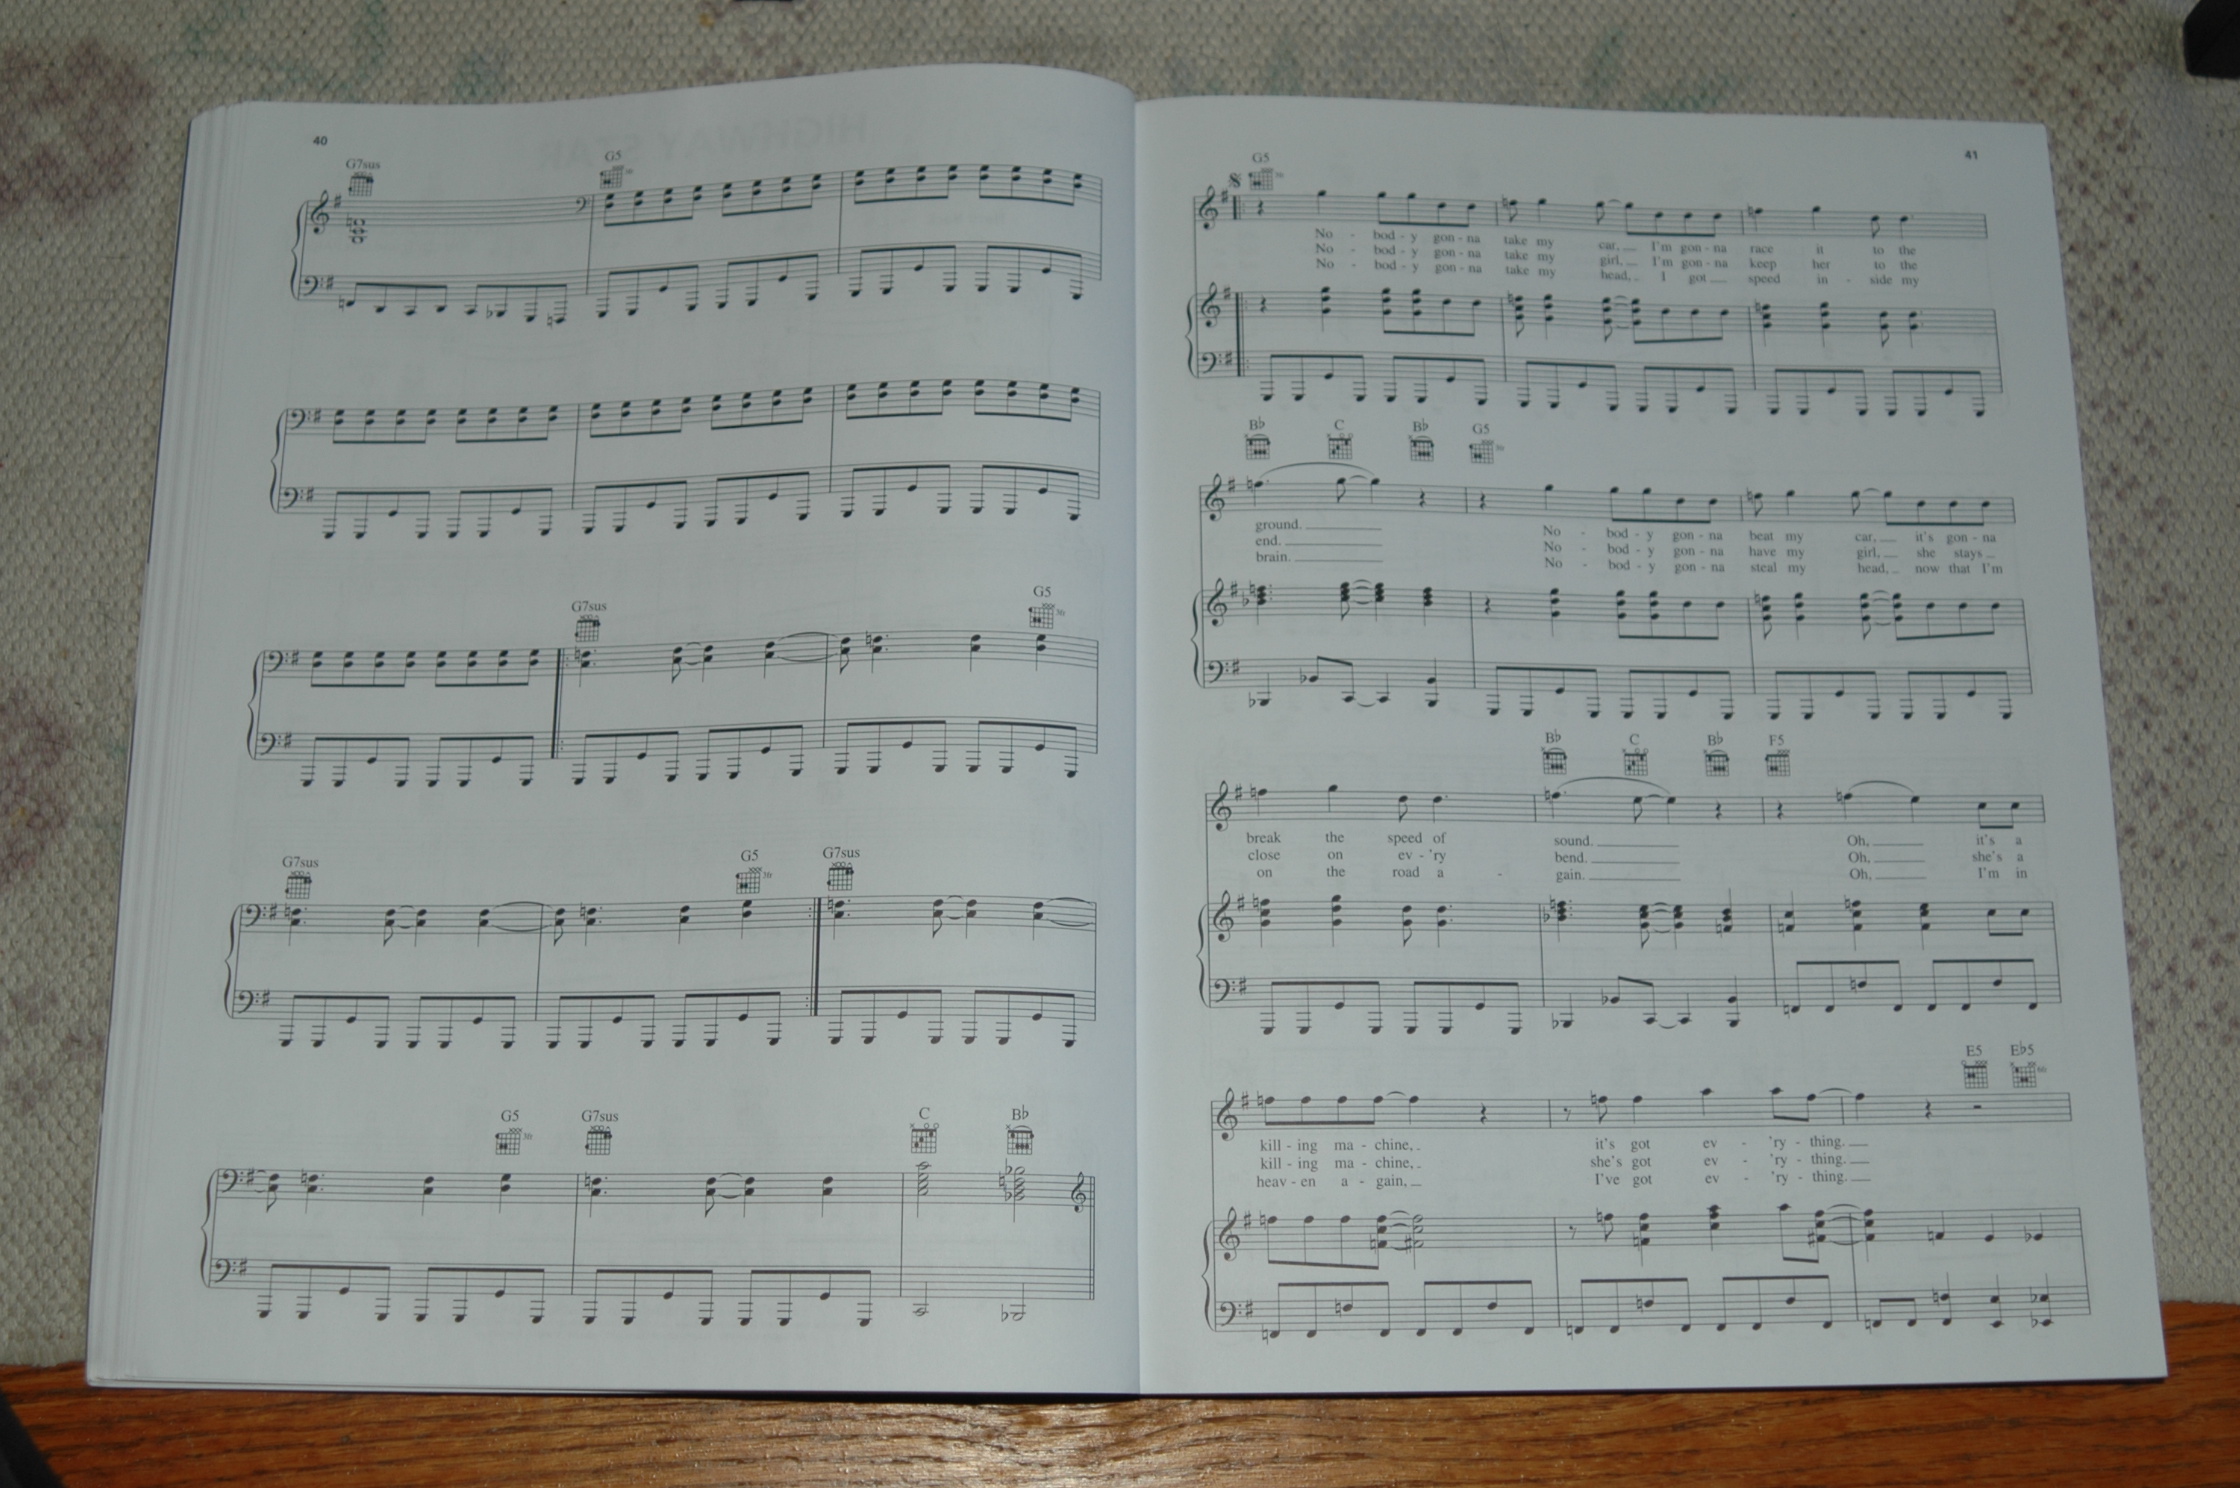 40
G7sus G5
G7sus G5
G7sus G5 G7sus
G5 G7sus C Bb
41
G5
No - bod - y gon - na take my car, I'm gon - na race it to the
No - bod - y gon - na take my girl, I'm gon - na keep her to the
No - bod - y gon - na take my head, I got speed in - side my
Bb C Bb G5
ground. No - bod - y gon - na beat my car, it's gon - na
end. No - bod - y gon - na have my girl, she stays
brain. No - bod - y gon - na steal my head, now that I'm
Bb C Bb F5
break the speed of sound. Oh, it's a
close on ev - 'ry bend. Oh, she's a
on the road a - gain. Oh, I'm in
E5 Eb5
kill - ing ma - chine, it's got ev - 'ry - thing.
kill - ing ma - chine, she's got ev - 'ry - thing.
heav - en a - gain, I've got ev - 'ry - thing.